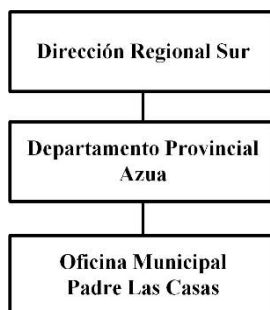 Dirección Regional Sur
Departamento Provincial
Azua
Oficina Municipal
Padre Las Casas